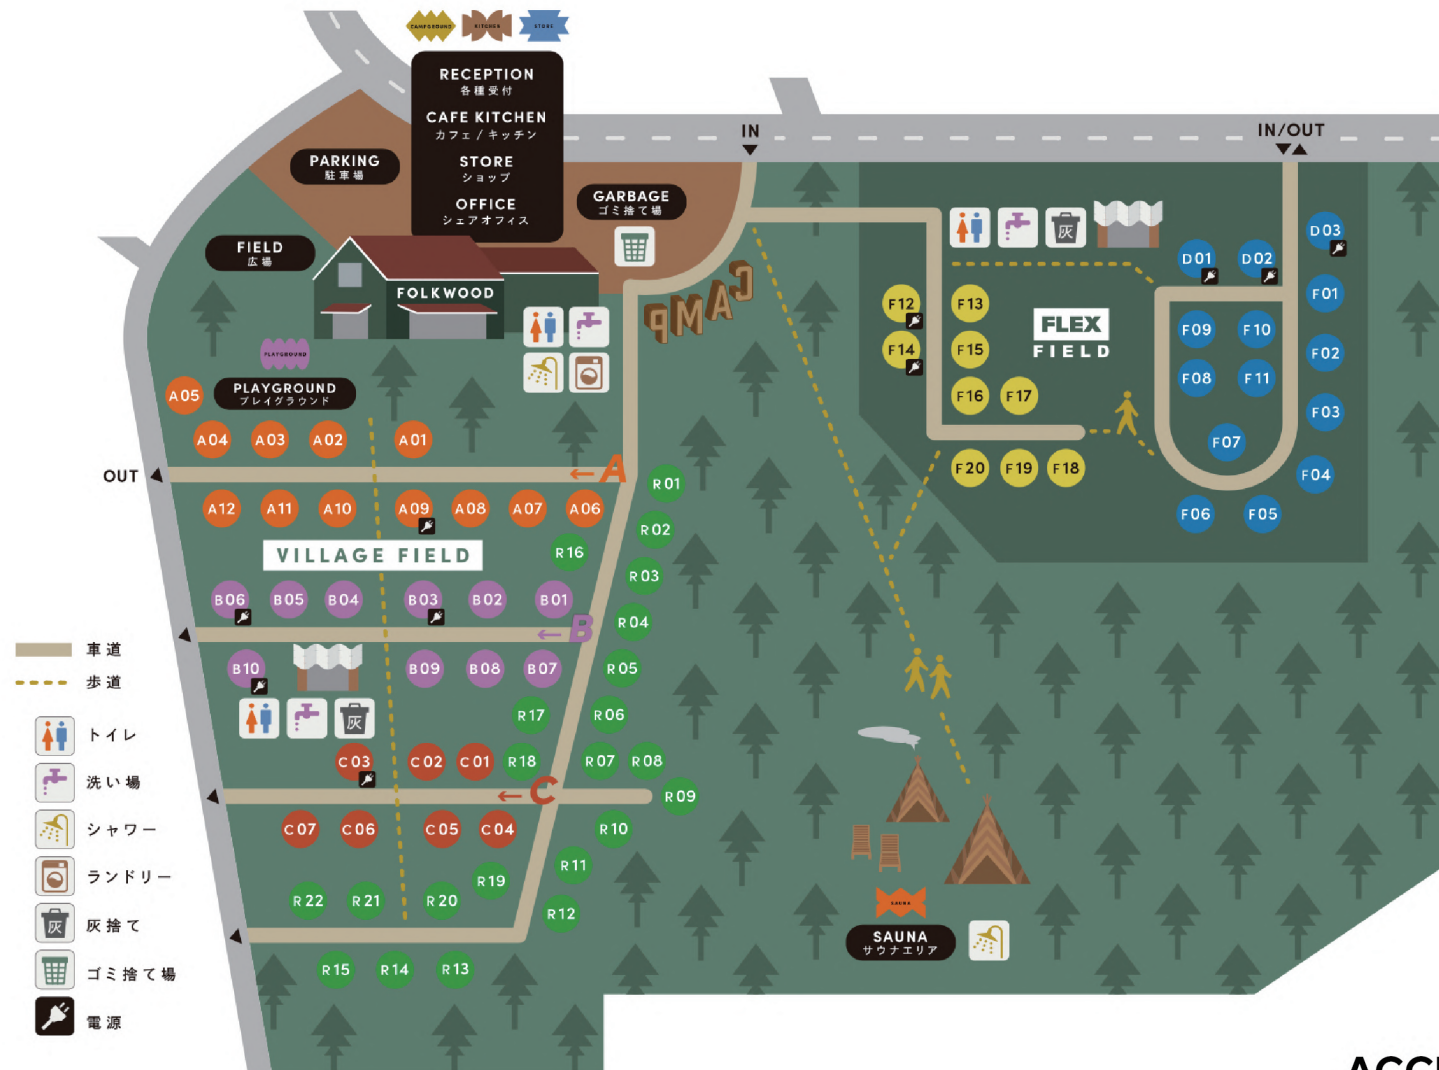 CAMPGROUND
KITCHEN
STORE
RECEPTION
各種受付
CAFE KITCHEN
カフェ / キッチン
STORE
ショップ
OFFICE
シェアオフィス
PARKING
駐車場
GARBAGE
ゴミ捨て場
FIELD
広場
FOLKWOOD
CAMP
IN
IN/OUT
灰
FLEX
FIELD
D03
D01
D02
F01
F12
F13
F09
F10
F14
F15
F02
F08
F11
F16
F17
F03
F07
F20
F19
F18
F04
F06
F05
PLAYGROUND
PLAYGROUND
プレイグラウンド
A05
A04
A03
A02
A01
OUT
←A
A12
A11
A10
A09
A08
A07
A06
VILLAGE FIELD
R01
R02
R16
R03
B06
B05
B04
B03
B02
B01
R04
←B
B10
B09
B08
B07
R05
灰
R17
R06
C03
C02
C01
R18
R07
R08
←C
R09
C07
C06
C05
C04
R10
R11
R19
R22
R21
R20
R12
R15
R14
R13
SAUNA
SAUNA
サウナエリア
車道
歩道
トイレ
洗い場
シャワー
ランドリー
灰
灰捨て
ゴミ捨て場
電源